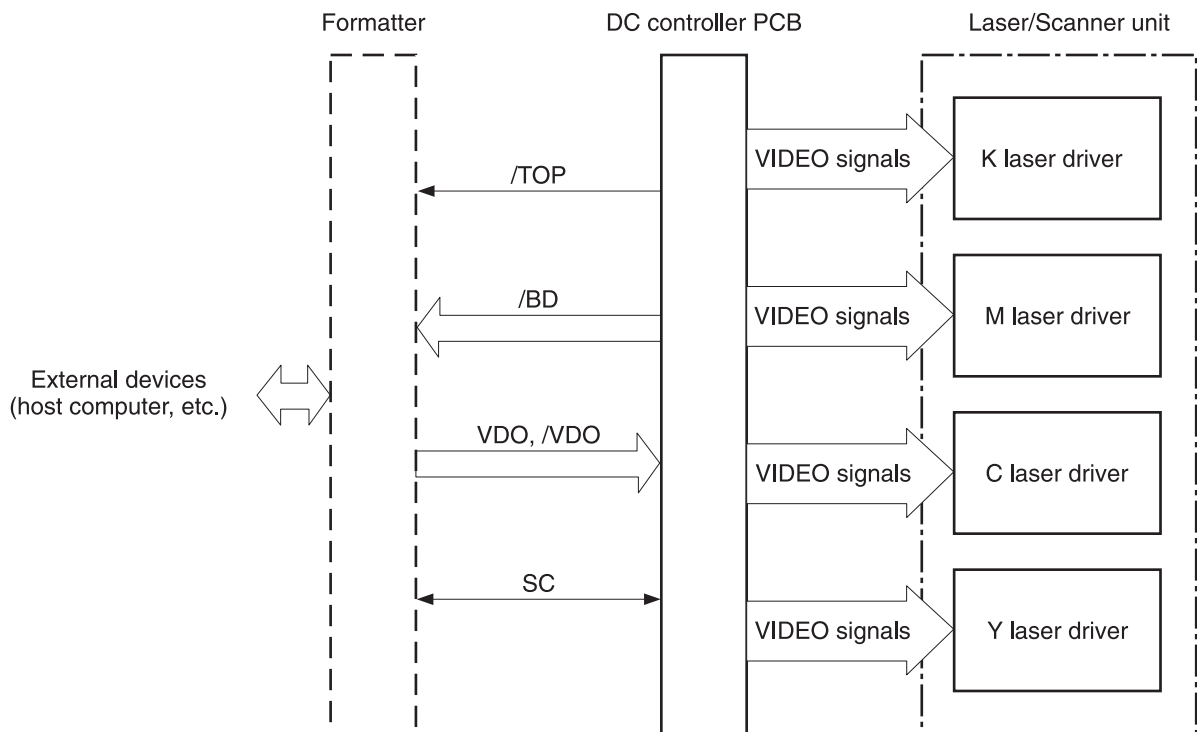 Formatter
DC controller PCB
Laser/Scanner unit
VIDEO signals
K laser driver
/TOP
/BD
VIDEO signals
M laser driver
External devices
(host computer, etc.)
VDO, /VDO
VIDEO signals
C laser driver
SC
VIDEO signals
Y laser driver